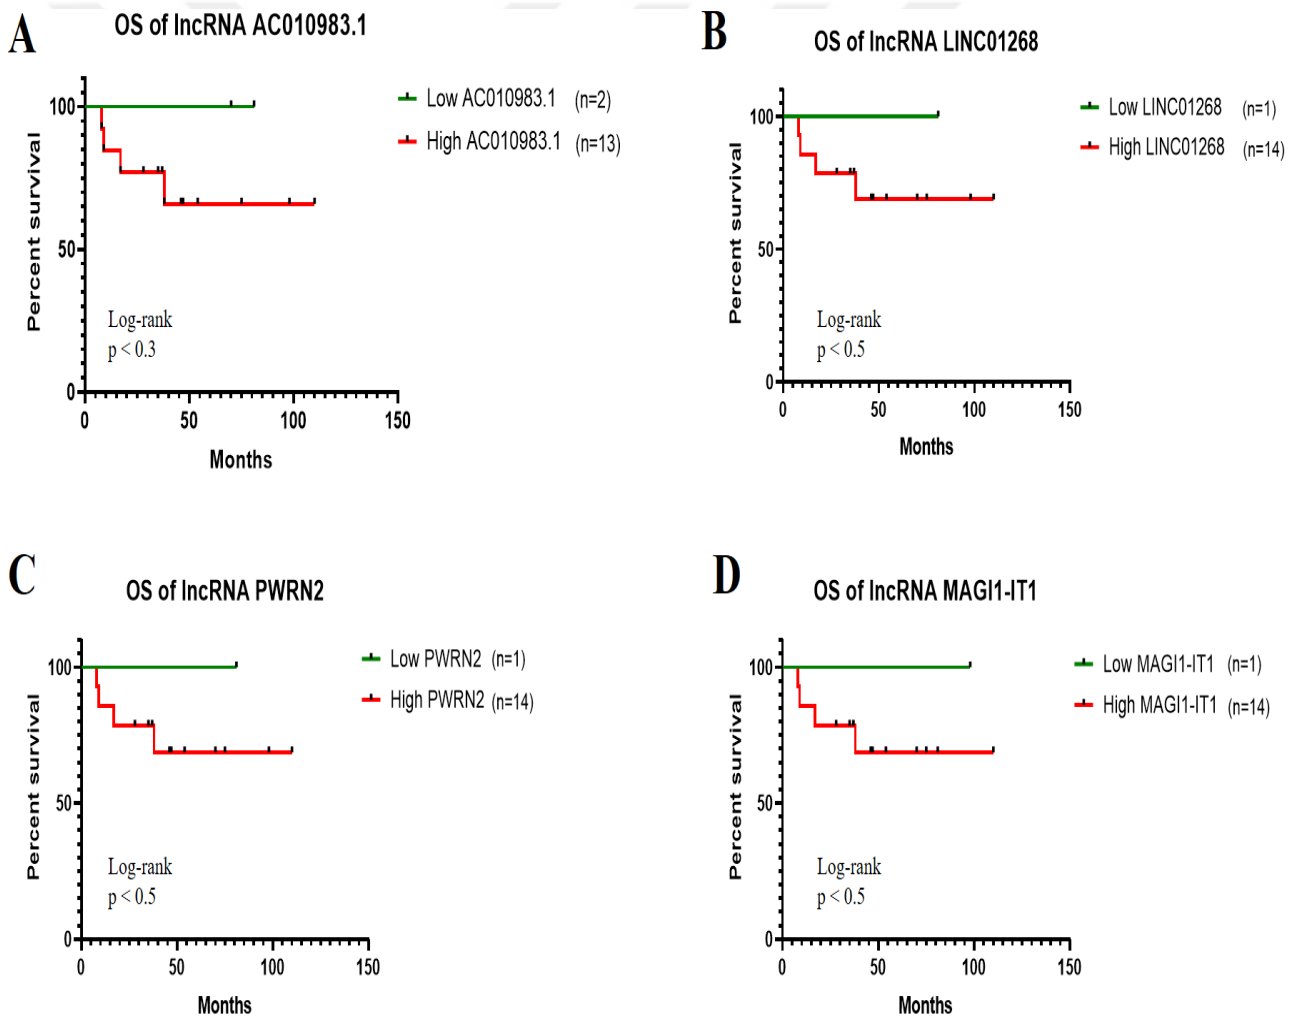 A
OS of lncRNA AC010983.1
Low AC010983.1 (n=2)
High AC010983.1 (n=13)
Percent survival
100
50
0
Log-rank
p < 0.3
0 50 100 150
Months
B
OS of lncRNA LINC01268
Low LINC01268 (n=1)
High LINC01268 (n=14)
Percent survival
100
50
0
Log-rank
p < 0.5
0 50 100 150
Months
C
OS of lncRNA PWRN2
Low PWRN2 (n=1)
High PWRN2 (n=14)
Percent survival
100
50
0
Log-rank
p < 0.5
0 50 100 150
Months
D
OS of lncRNA MAGI1-IT1
Low MAGI1-IT1 (n=1)
High MAGI1-IT1 (n=14)
Percent survival
100
50
0
Log-rank
p < 0.5
0 50 100 150
Months